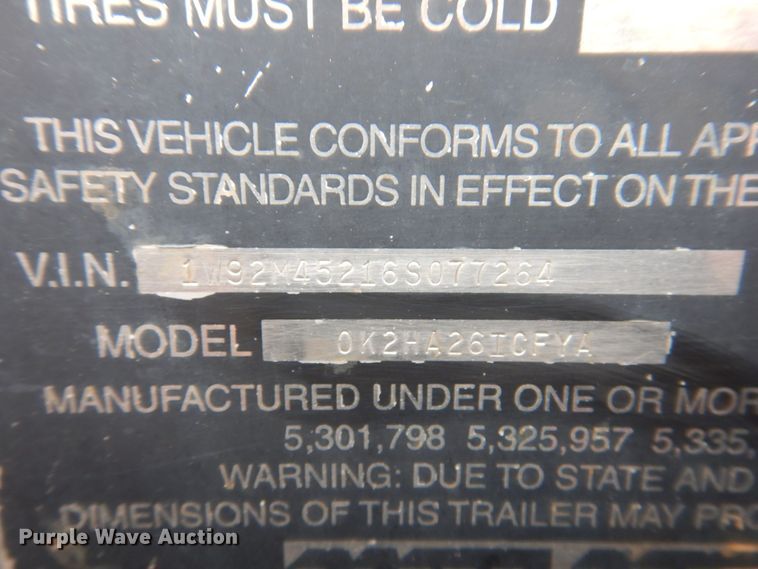 TIRES MUST BE COLD
THIS VEHICLE CONFORMS TO ALL APP
SAFETY STANDARDS IN EFFECT ON THE
V.I.N. 1W92M45216S077264
MODEL 0K2HA26ICFYA
MANUFACTURED UNDER ONE OR MOR
5,301,798 5,325,957 5,335,
WARNING: DUE TO STATE AND
DIMENSIONS OF THIS TRAILER MAY PRO
Purple Wave Auction